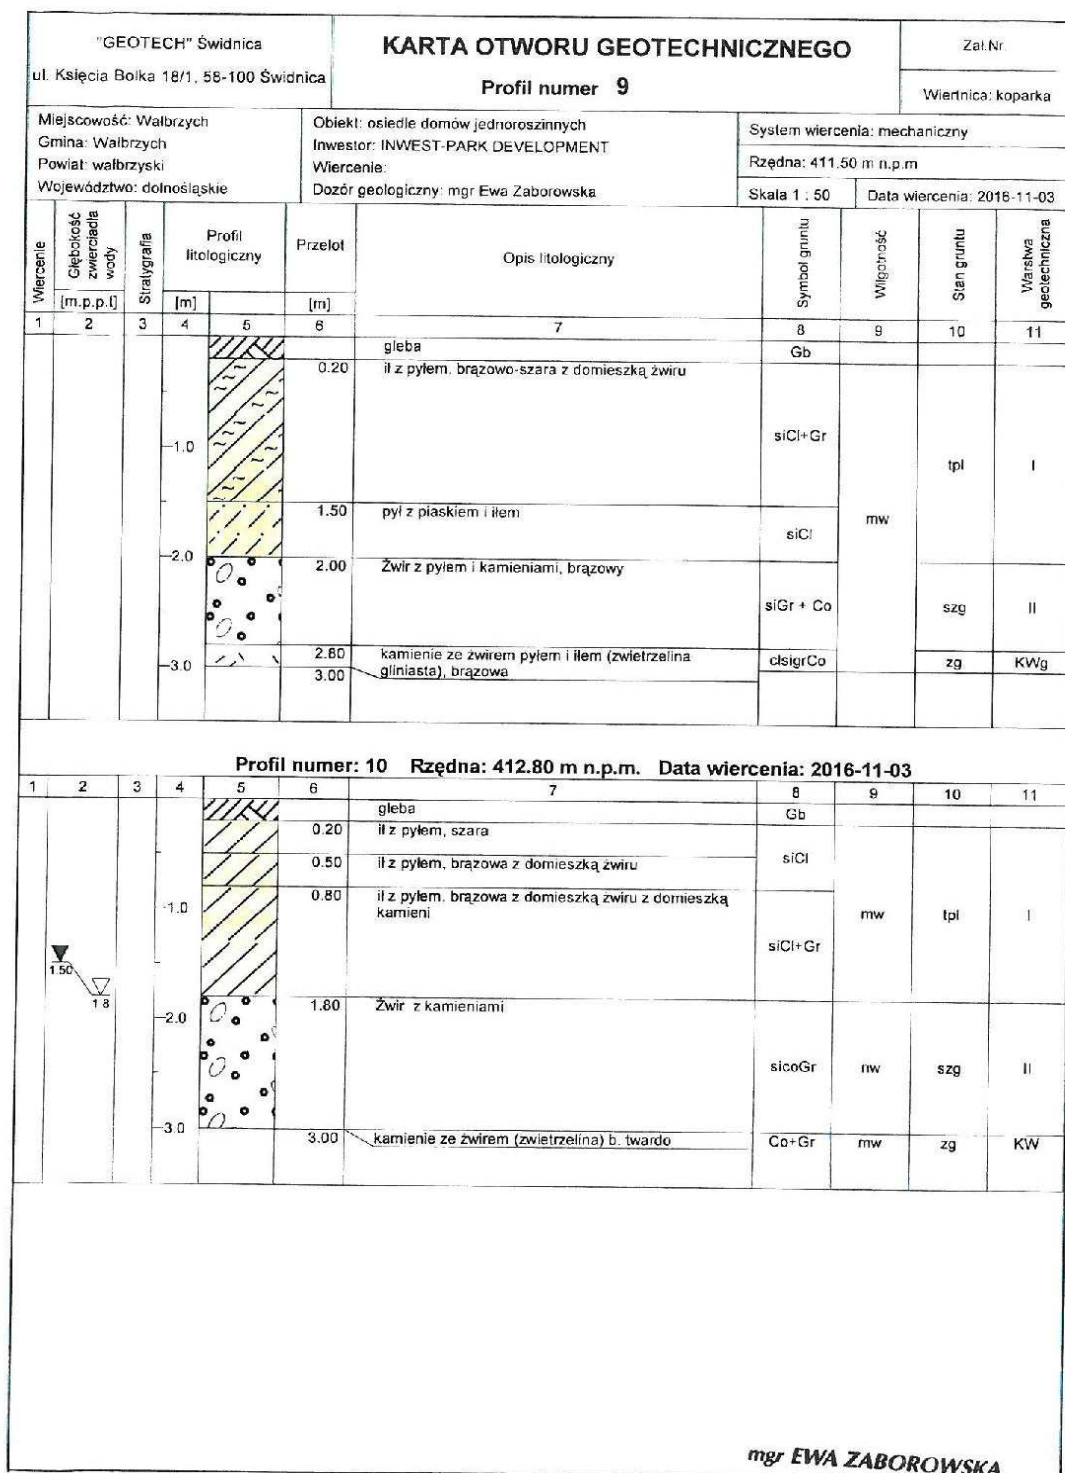 "GEOTECH" Świdnica
ul. Księcia Bolka 18/1, 58-100 Świdnica
KARTA OTWORU GEOTECHNICZNEGO
Profil numer 9
Zał.Nr.
Wiertnica: koparka
Miejscowość: Wałbrzych
Gmina: Wałbrzych
Powiat: wałbrzyski
Województwo: dolnośląskie
Obiekt: osiedle domów jednoroszinnych
Inwestor: INWEST-PARK DEVELOPMENT
Wiercenie:
Dozór geologiczny: mgr Ewa Zaborowska
System wiercenia: mechaniczny
Rzędna: 411.50 m n.p.m
Skala 1 : 50 Data wiercenia: 2016-11-03
Wiercenie
Głębokość zwierciadła wody
[m.p.p.t]
Stratygrafia
Profil litologiczny
[m]
Przelot
[m]
Opis litologiczny
Symbol gruntu
Wilgotność
Stan gruntu
Warstwa geotechniczna
1 2 3 4 5 6 7 8 9 10 11
gleba Gb
0.20 ił z pyłem, brązowo-szara z domieszką żwiru
siCl+Gr
1.0
tpl I
1.50 pył z piaskiem i iłem
mw
siCl
2.0
2.00 Żwir z pyłem i kamieniami, brązowy
siGr + Co szg II
2.80 kamienie ze żwirem pyłem i iłem (zwietrzelina
gliniasta), brązowa
clsigrCo zg KWg
3.0
3.00
Profil numer: 10 Rzędna: 412.80 m n.p.m. Data wiercenia: 2016-11-03
1 2 3 4 5 6 7 8 9 10 11
gleba Gb
0.20 ił z pyłem, szara
siCl
0.50 ił z pyłem, brązowa z domieszką żwiru
0.80 ił z pyłem, brązowa z domieszką żwiru z domieszką
kamieni
1.0
mw tpl I
siCl+Gr
1.50
1.8
1.80 Żwir z kamieniami
2.0
sicoGr nw szg II
3.0
3.00 kamienie ze żwirem (zwietrzelina) b. twardo Co+Gr mw zg KW
mgr EWA ZABOROWSKA